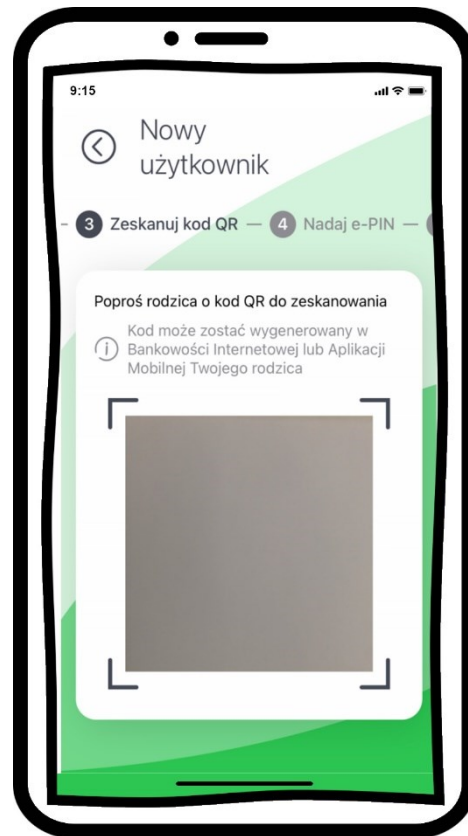 9:15
Nowy
użytkownik
3 Zeskanuj kod QR — 4 Nadaj e-PIN —
Poproś rodzica o kod QR do zeskanowania
Kod może zostać wygenerowany w
Bankowości Internetowej lub Aplikacji
Mobilnej Twojego rodzica